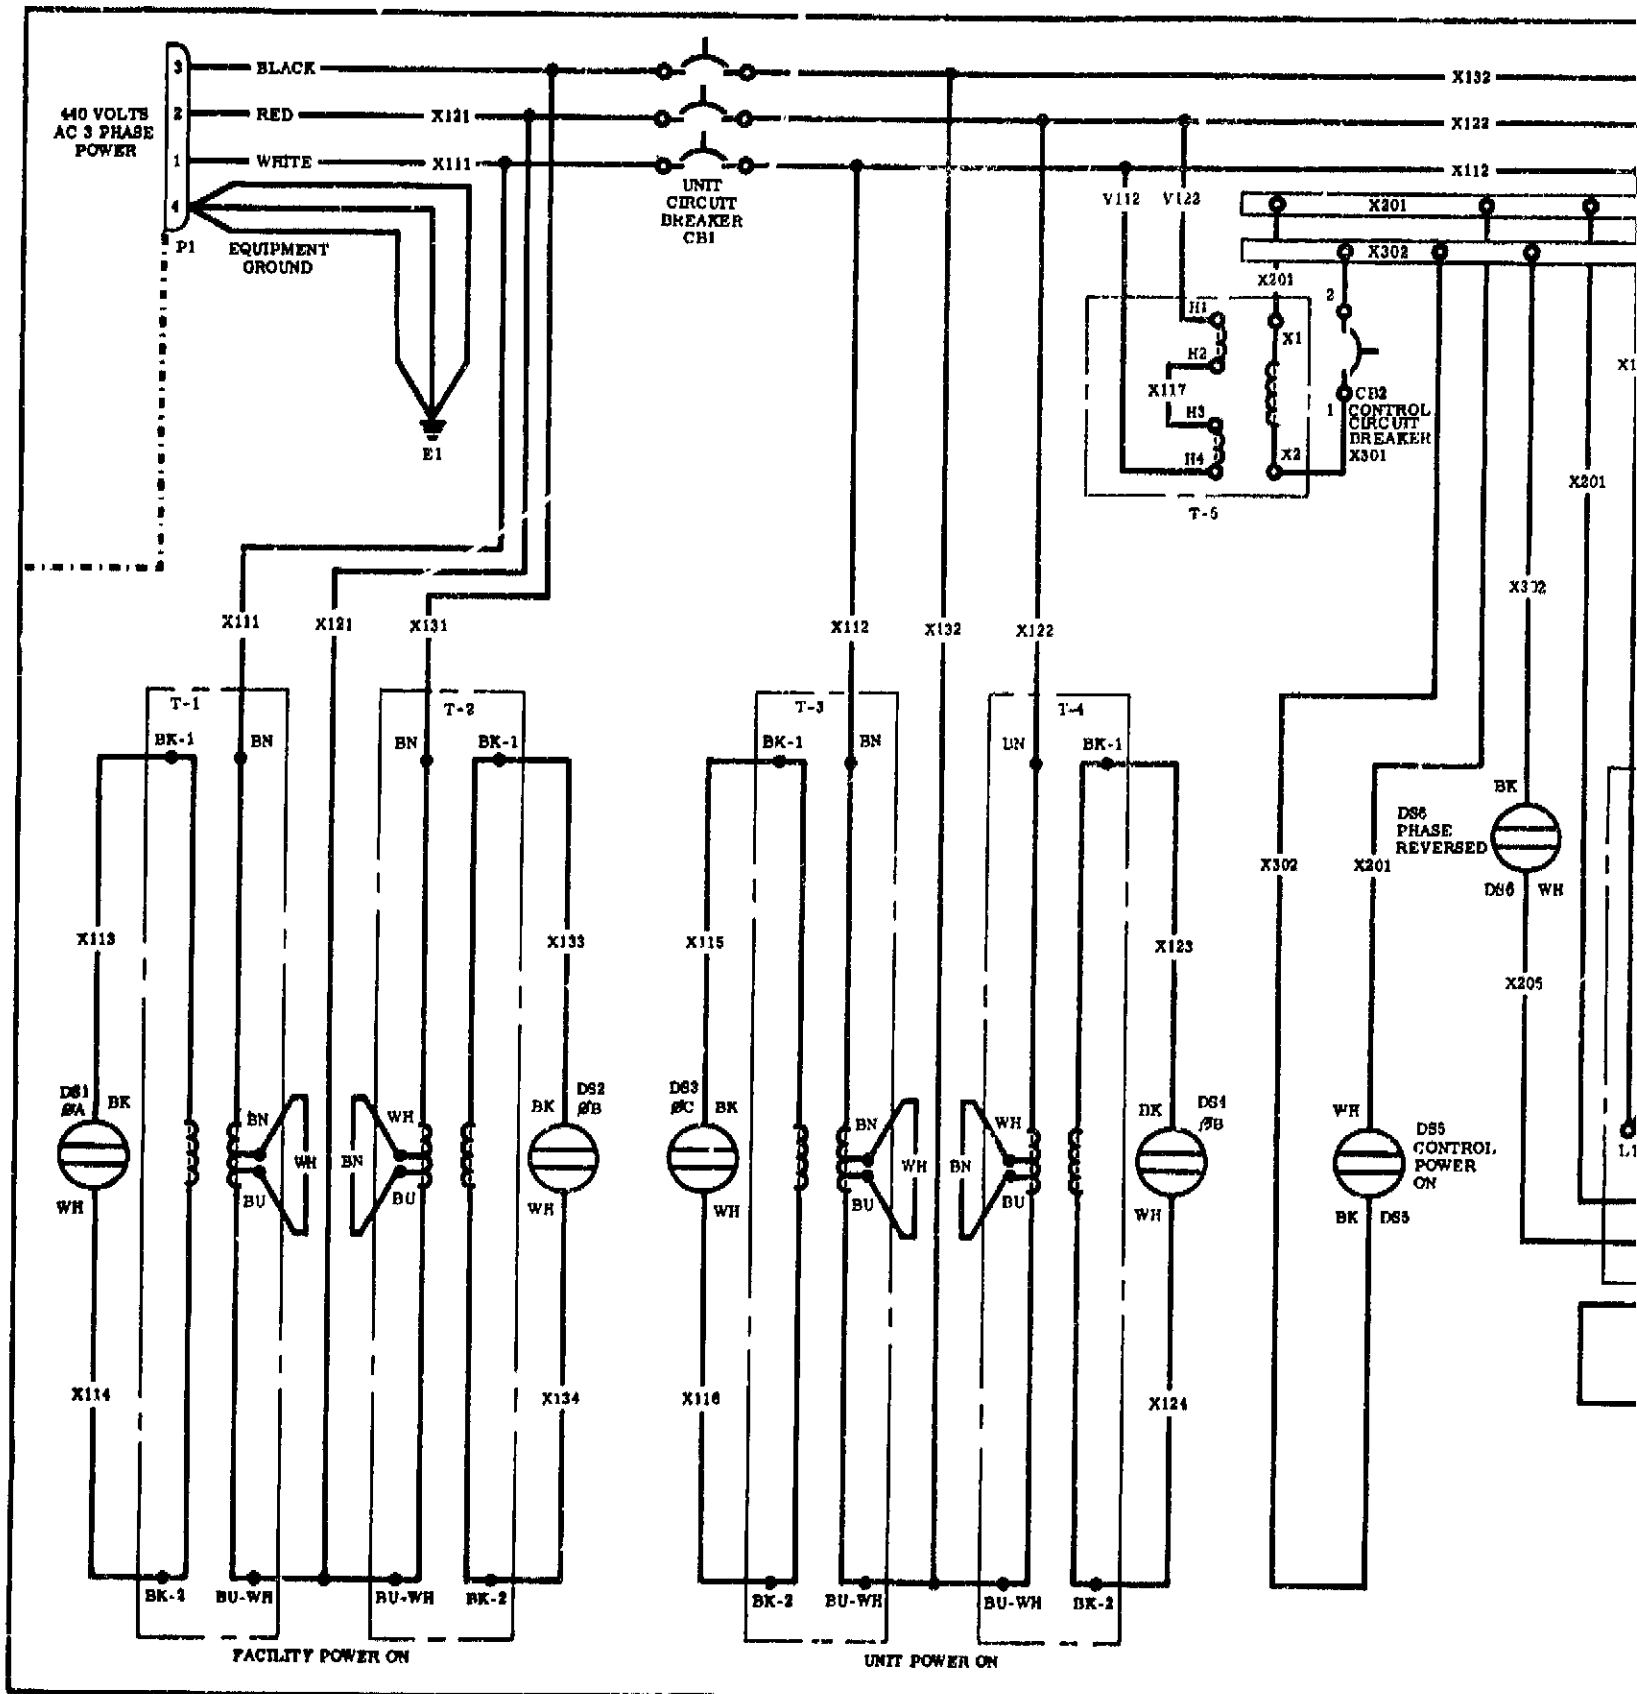 3
BLACK
X132
440 VOLTS
AC 3 PHASE
POWER
2
RED
X121
X122
1
WHITE
X111
X112
4
P1
EQUIPMENT
GROUND
E1
UNIT
CIRCUIT
BREAKER
CB1
V112
V122
X201
X302
X201
H1
H2
X117
H3
H4
X1
X2
2
1
CB2
CONTROL
CIRCUIT
BREAKER
X301
T-5
X201
X302
X111
X121
X131
X112
X132
X122
T-1
BK-1
BN
T-2
BN
BK-1
T-3
BK-1
BN
T-4
BN
BK-1
BK
DS6
PHASE
REVERSED
DS6
WH
X302
X201
X113
X133
X115
X123
X205
DS1
ØA
BK
WH
BN
BU
WH
BN
WH
BU
BK
DS2
ØB
WH
DS3
ØC
BK
WH
BN
BU
WH
BN
WH
BU
BK
DS4
ØB
WH
WH
DS5
CONTROL
POWER
ON
BK
DS5
L1
X114
X134
X116
X124
BK-2
BU-WH
BU-WH
BK-2
BK-2
BU-WH
BU-WH
BK-2
FACILITY POWER ON
UNIT POWER ON